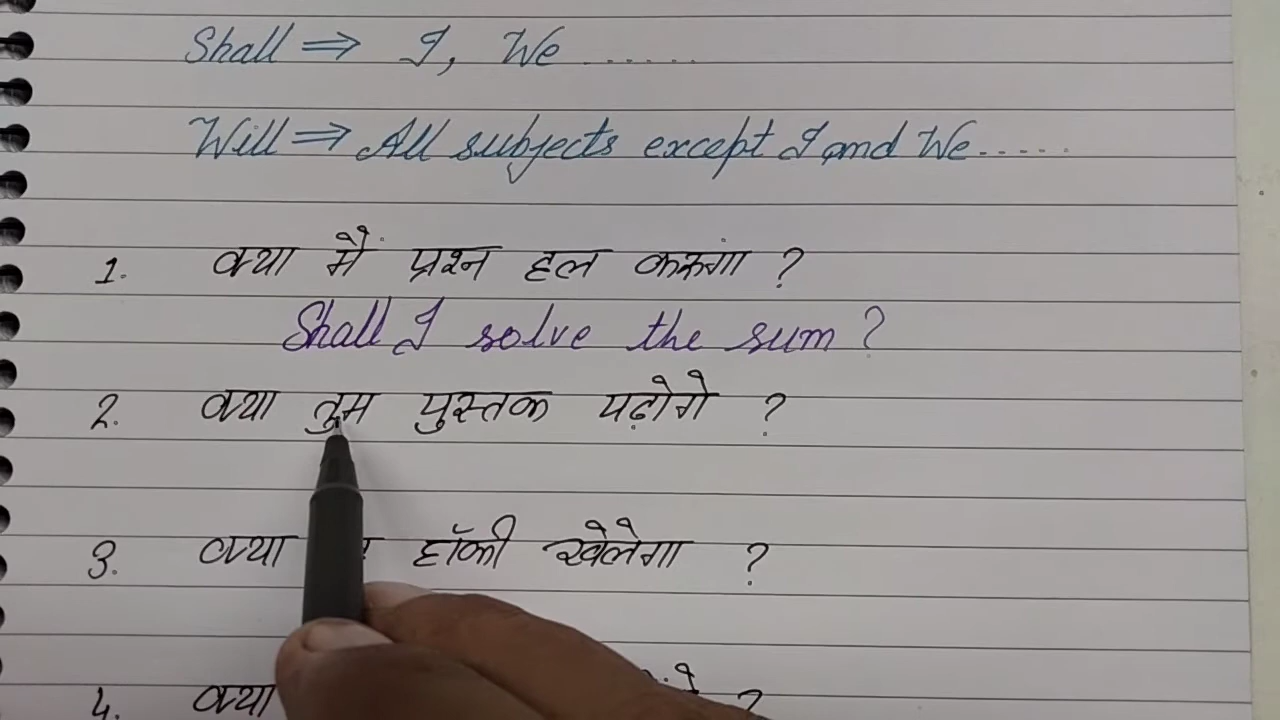 Shall ⇒ I, We ......
Will ⇒ All subjects except I and We.....
1. क्या मैं प्रश्न हल करूंगा ?
Shall I solve the sum ?
2. क्या तुम पुस्तक पढ़ोगे ?
3. क्या हॉकी खेलेगा ?
4. क्या ?